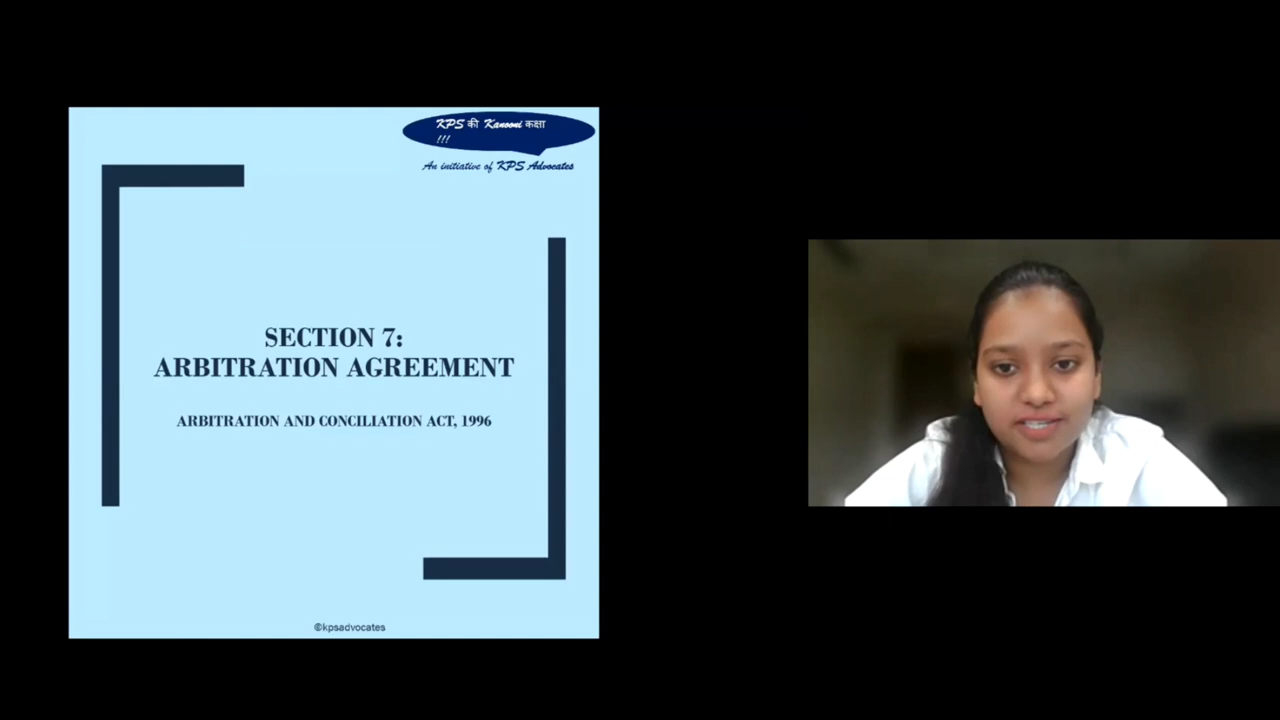 KPS की Kanooni कक्षा
!!!
An initiative of KPS Advocates
SECTION 7:
ARBITRATION AGREEMENT
ARBITRATION AND CONCILIATION ACT, 1996
©kpsadvocates